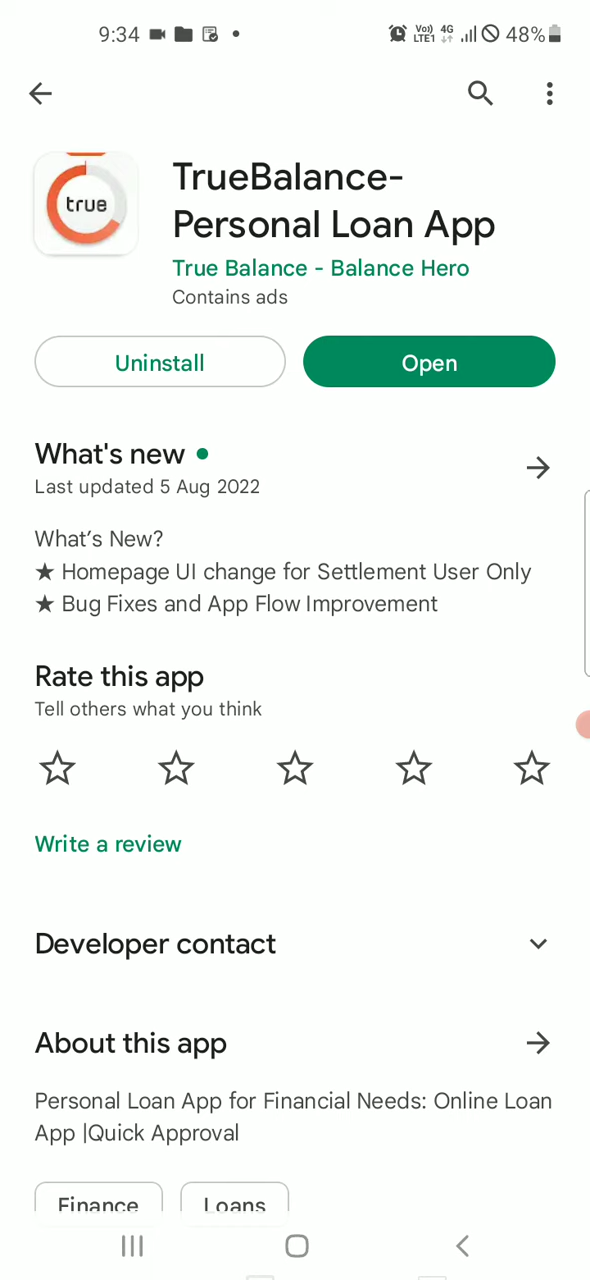 9:34 Vo) LTE1 4G 48%
true
TrueBalance-
Personal Loan App
True Balance - Balance Hero
Contains ads
Uninstall Open
What's new
Last updated 5 Aug 2022
What’s New?
★ Homepage UI change for Settlement User Only
★ Bug Fixes and App Flow Improvement
Rate this app
Tell others what you think
Write a review
Developer contact
About this app
Personal Loan App for Financial Needs: Online Loan
App |Quick Approval
Finance Loans